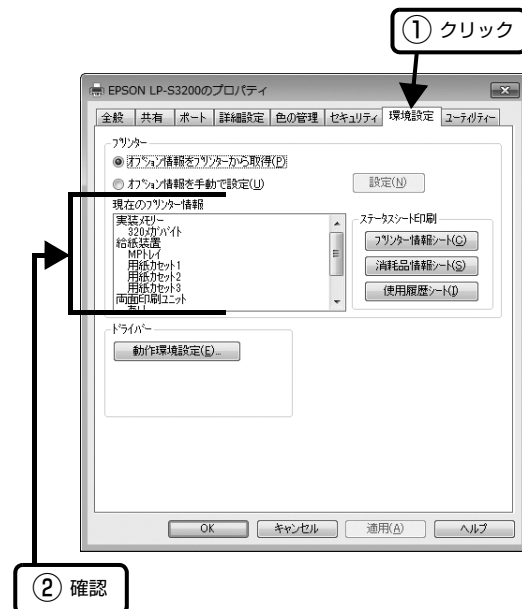 ① クリック
EPSON LP-S3200のプロパティ
全般 共有 ポート 詳細設定 色の管理 セキュリティ 環境設定 ユーティリティー
プリンター
オプション情報をプリンターから取得(P)
オプション情報を手動で設定(U)
設定(N)
現在のプリンター情報
実装メモリー
320メガバイト
給紙装置
MPトレイ
用紙カセット1
用紙カセット2
用紙カセット3
両面印刷ユニット
あり
ステータスシート印刷
プリンター情報シート(C)
消耗品情報シート(S)
使用履歴シート(I)
ドライバー
動作環境設定(E)...
OK キャンセル 適用(A) ヘルプ
② 確認